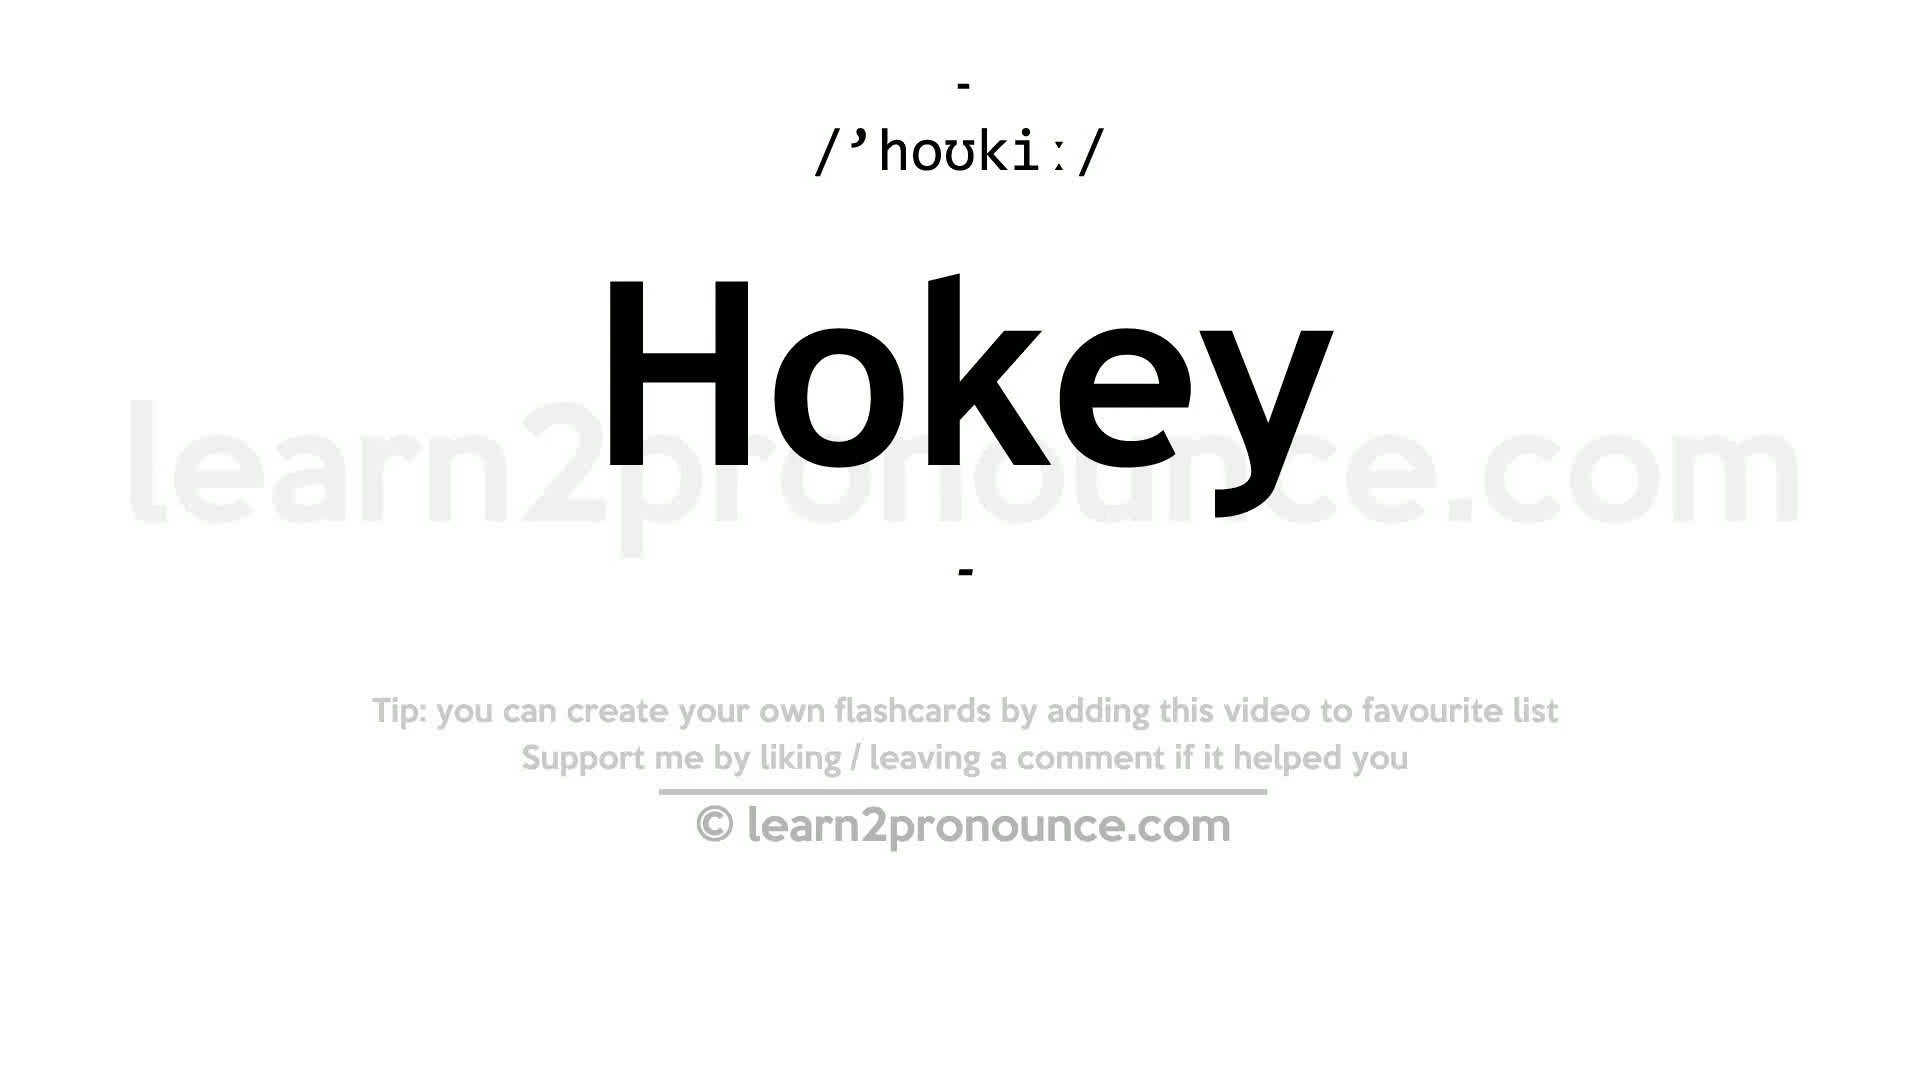 -
/’hoʊkiː/
Hokey
learn2pronounce.com
-
Tip: you can create your own flashcards by adding this video to favourite list
Support me by liking / leaving a comment if it helped you
© learn2pronounce.com